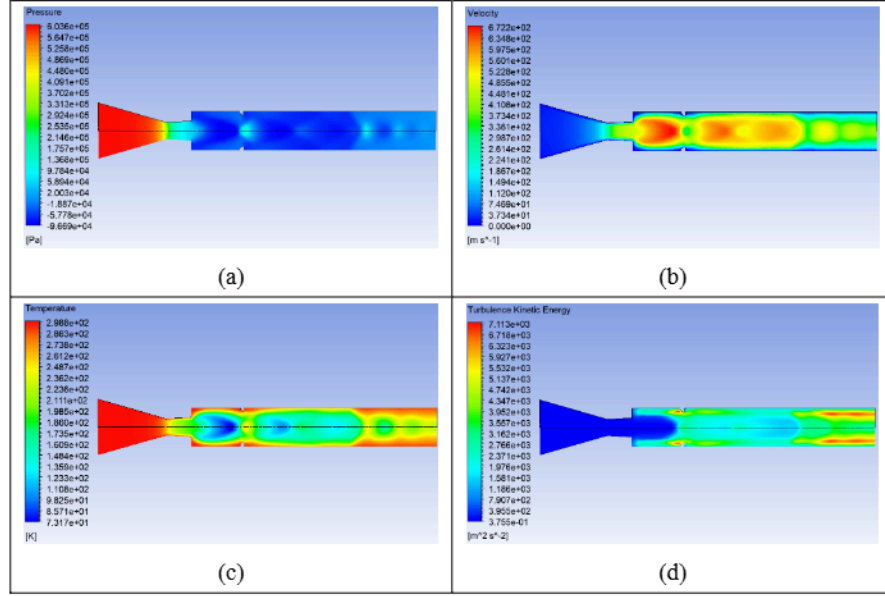 Pressure
6.036e+05
5.647e+05
5.258e+05
4.869e+05
4.480e+05
4.091e+05
3.702e+05
3.313e+05
2.924e+05
2.535e+05
2.146e+05
1.757e+05
1.368e+05
9.784e+04
5.894e+04
2.003e+04
-1.887e+04
-5.778e+04
-9.669e+04
[Pa]
(a)
Velocity
6.722e+02
6.348e+02
5.975e+02
5.601e+02
5.228e+02
4.855e+02
4.481e+02
4.108e+02
3.734e+02
3.361e+02
2.987e+02
2.614e+02
2.241e+02
1.867e+02
1.494e+02
1.120e+02
7.469e+01
3.734e+01
0.000e+00
[m s^-1]
(b)
Temperature
2.988e+02
2.863e+02
2.738e+02
2.612e+02
2.487e+02
2.362e+02
2.236e+02
2.111e+02
1.985e+02
1.860e+02
1.735e+02
1.609e+02
1.484e+02
1.359e+02
1.233e+02
1.108e+02
9.825e+01
8.571e+01
7.317e+01
[K]
(c)
Turbulence Kinetic Energy
7.113e+03
6.718e+03
6.323e+03
5.927e+03
5.532e+03
5.137e+03
4.742e+03
4.347e+03
3.952e+03
3.557e+03
3.162e+03
2.766e+03
2.371e+03
1.976e+03
1.581e+03
1.186e+03
7.907e+02
3.955e+02
3.755e-01
[m^2 s^-2]
(d)